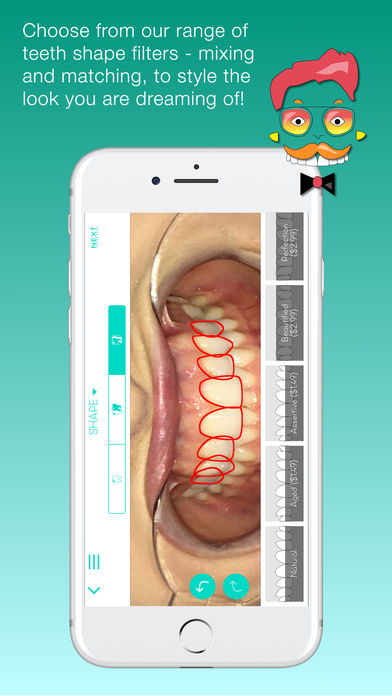 Choose from our range of
teeth shape filters - mixing
and matching, to style the
look you are dreaming of!
NEXT
SHAPE
Perfection
($2.99)
Beautified
($2.99)
Assertive ($1.49)
Aged ($1.49)
Natural